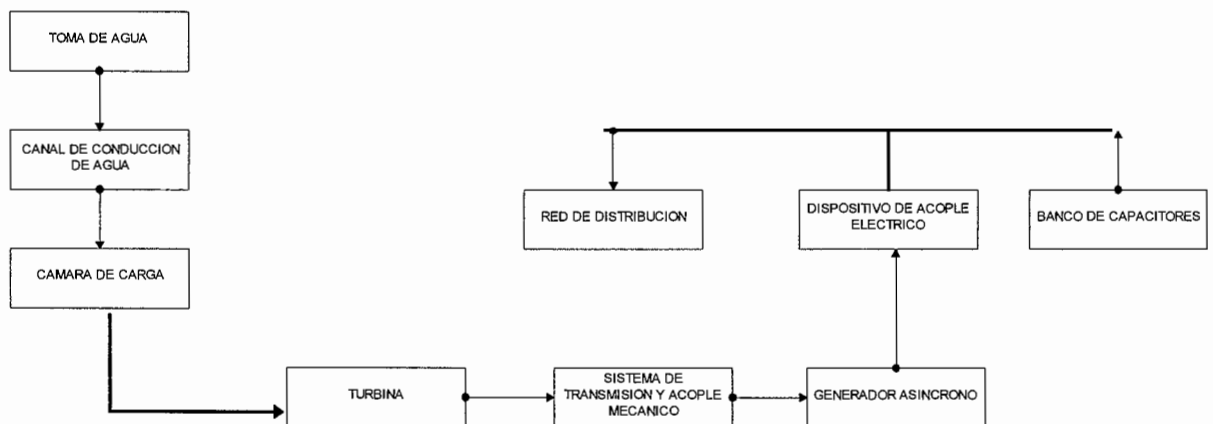 TOMA DE AGUA
CANAL DE CONDUCCION
DE AGUA
CAMARA DE CARGA
RED DE DISTRIBUCION
DISPOSITIVO DE ACOPLE
ELECTRICO
BANCO DE CAPACITORES
TURBINA
SISTEMA DE
TRANSMISION Y ACOPLE
MECANICO
GENERADOR ASINCRONO